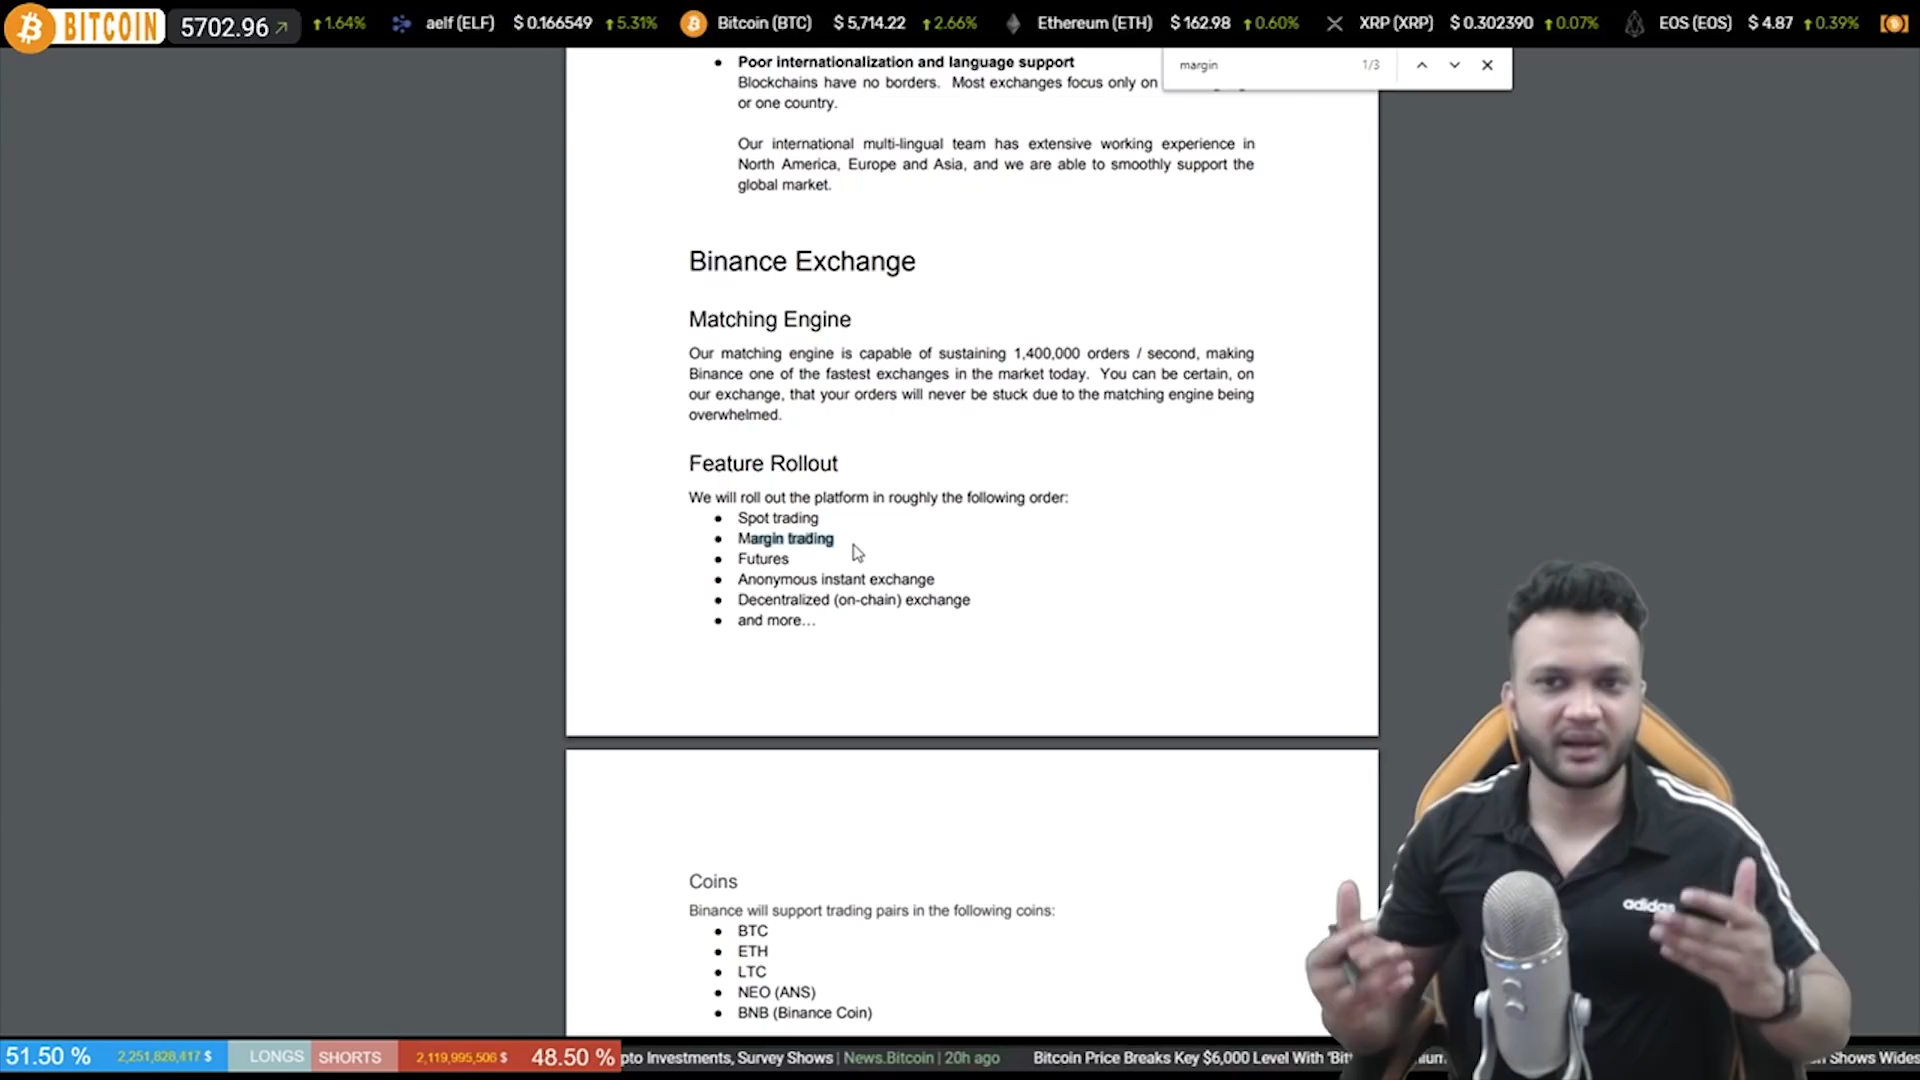 BITCOIN 5702.96 ↗ ↑1.64% aelf (ELF) $ 0.166549 ↑5.31% Bitcoin (BTC) $ 5,714.22 ↑2.66% Ethereum (ETH) $ 162.98 ↑0.60% XRP (XRP) $ 0.302390 ↑0.07% EOS (EOS) $ 4.87 ↑0.39%
margin 1/3
• Poor internationalization and language support
Blockchains have no borders. Most exchanges focus only on
or one country.
Our international multi-lingual team has extensive working experience in
North America, Europe and Asia, and we are able to smoothly support the
global market.
Binance Exchange
Matching Engine
Our matching engine is capable of sustaining 1,400,000 orders / second, making
Binance one of the fastest exchanges in the market today. You can be certain, on
our exchange, that your orders will never be stuck due to the matching engine being
overwhelmed.
Feature Rollout
We will roll out the platform in roughly the following order:
• Spot trading
• Margin trading
• Futures
• Anonymous instant exchange
• Decentralized (on-chain) exchange
• and more...
Coins
Binance will support trading pairs in the following coins:
• BTC
• ETH
• LTC
• NEO (ANS)
• BNB (Binance Coin)
adidas
51.50 % 2,251,828,417 $ LONGS SHORTS 2,119,995,506 $ 48.50 % pto Investments, Survey Shows | News.Bitcoin | 20h ago Bitcoin Price Breaks Key $6,000 Level With 'Bit Shows Wides